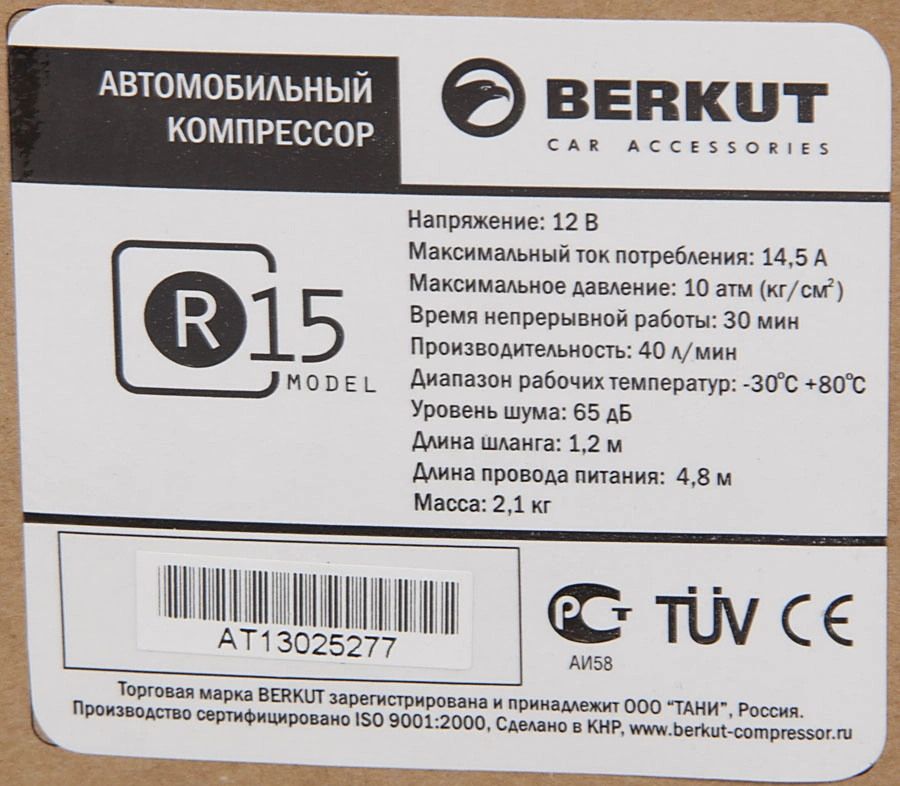 АВТОМОБИЛЬНЫЙ
КОМПРЕССОР
BERKUT
CAR ACCESSORIES
R15
MODEL
Напряжение: 12 В
Максимальный ток потребления: 14,5 А
Максимальное давление: 10 атм (кг/см²)
Время непрерывной работы: 30 мин
Производительность: 40 л/мин
Диапазон рабочих температур: -30°С +80°С
Уровень шума: 65 дБ
Длина шланга: 1,2 м
Длина провода питания: 4,8 м
Масса: 2,1 кг
AT13025277
РСТ
АИ58
TÜV CE
Торговая марка BERKUT зарегистрирована и принадлежит ООО “ТАНИ”, Россия.
Производство сертифицировано ISO 9001:2000, Сделано в КНР, www.berkut-compressor.ru